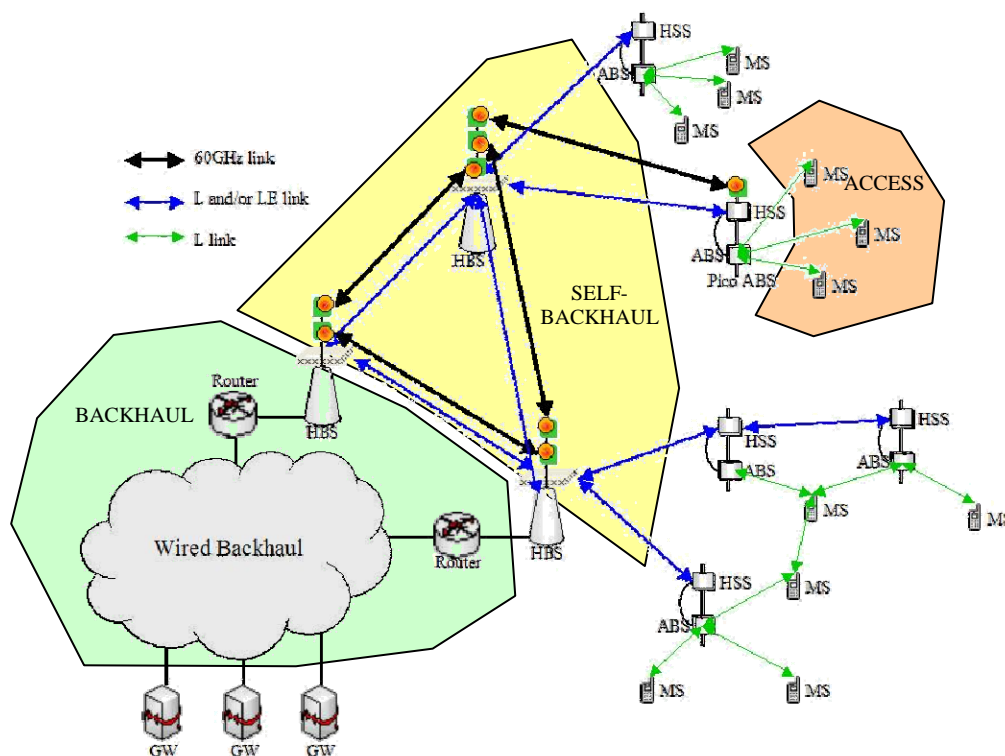 HSS
ABS
MS
MS
MS
60GHz link
L and/or LE link
L link
HBS
HSS
ABS
Pico ABS
MS
ACCESS
MS
MS
SELF-
BACKHAUL
BACKHAUL
Router
HBS
Wired Backhaul
Router
HBS
HSS
ABS
HSS
ABS
MS
MS
HSS
ABS
MS
MS
MS
GW
GW
GW